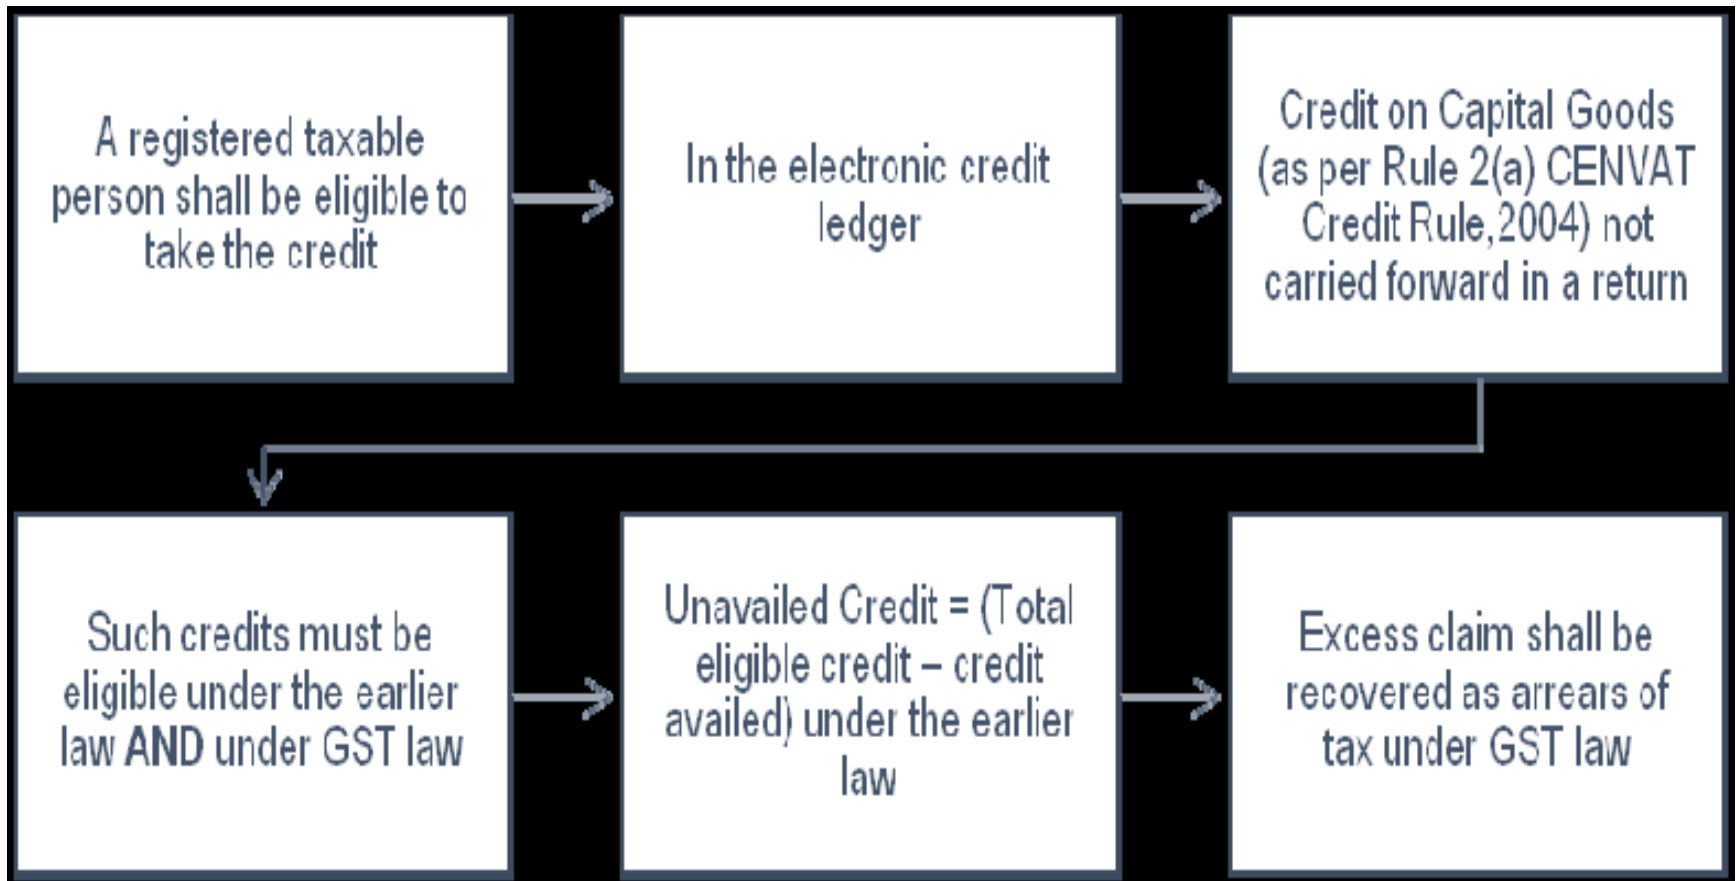 A registered taxable
person shall be eligible to
take the credit
In the electronic credit
ledger
Credit on Capital Goods
(as per Rule 2(a) CENVAT
Credit Rule,2004) not
carried forward in a return
Such credits must be
eligible under the earlier
law AND under GST law
Unavailed Credit = (Total
eligible credit – credit
availed) under the earlier
law
Excess claim shall be
recovered as arrears of
tax under GST law